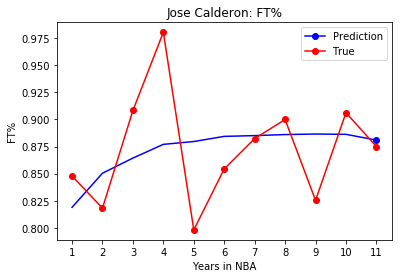 Jose Calderon: FT%
Prediction
True
FT%
0.975
0.950
0.925
0.900
0.875
0.850
0.825
0.800
1 2 3 4 5 6 7 8 9 10 11
Years in NBA